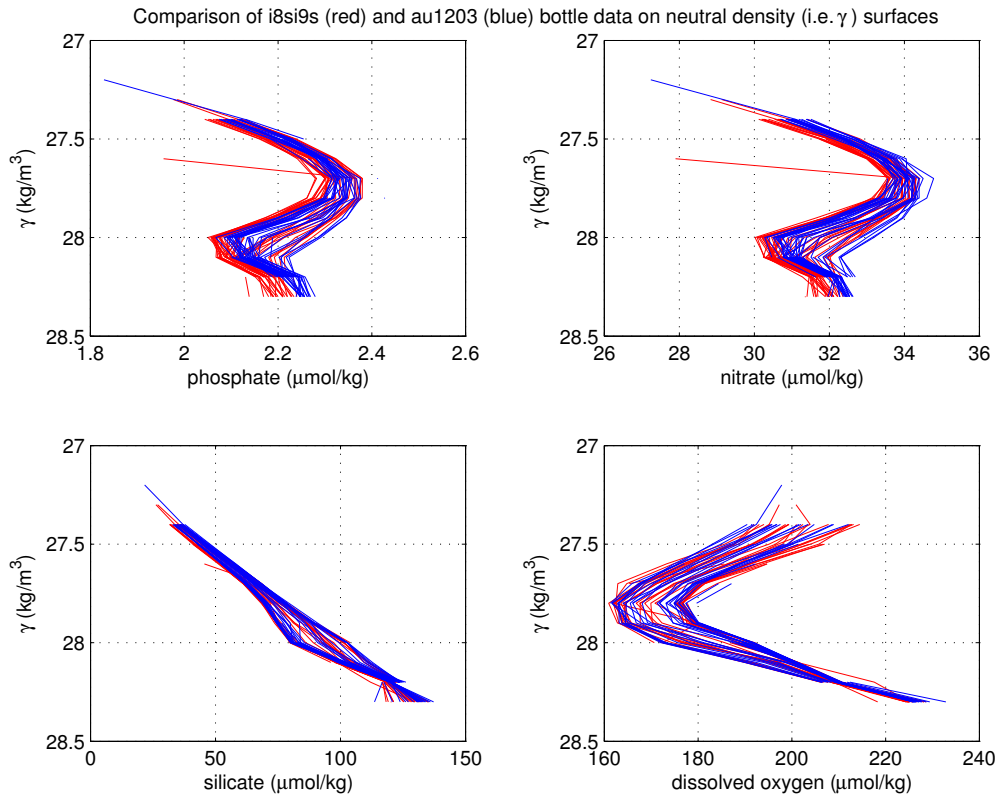 Comparison of i8si9s (red) and au1203 (blue) bottle data on neutral density (i.e. γ ) surfaces
27
27.5
28
28.5
γ (kg/m³)
1.8 2 2.2 2.4 2.6
phosphate (μmol/kg)
27
27.5
28
28.5
γ (kg/m³)
26 28 30 32 34 36
nitrate (μmol/kg)
27
27.5
28
28.5
γ (kg/m³)
0 50 100 150
silicate (μmol/kg)
27
27.5
28
28.5
γ (kg/m³)
160 180 200 220 240
dissolved oxygen (μmol/kg)